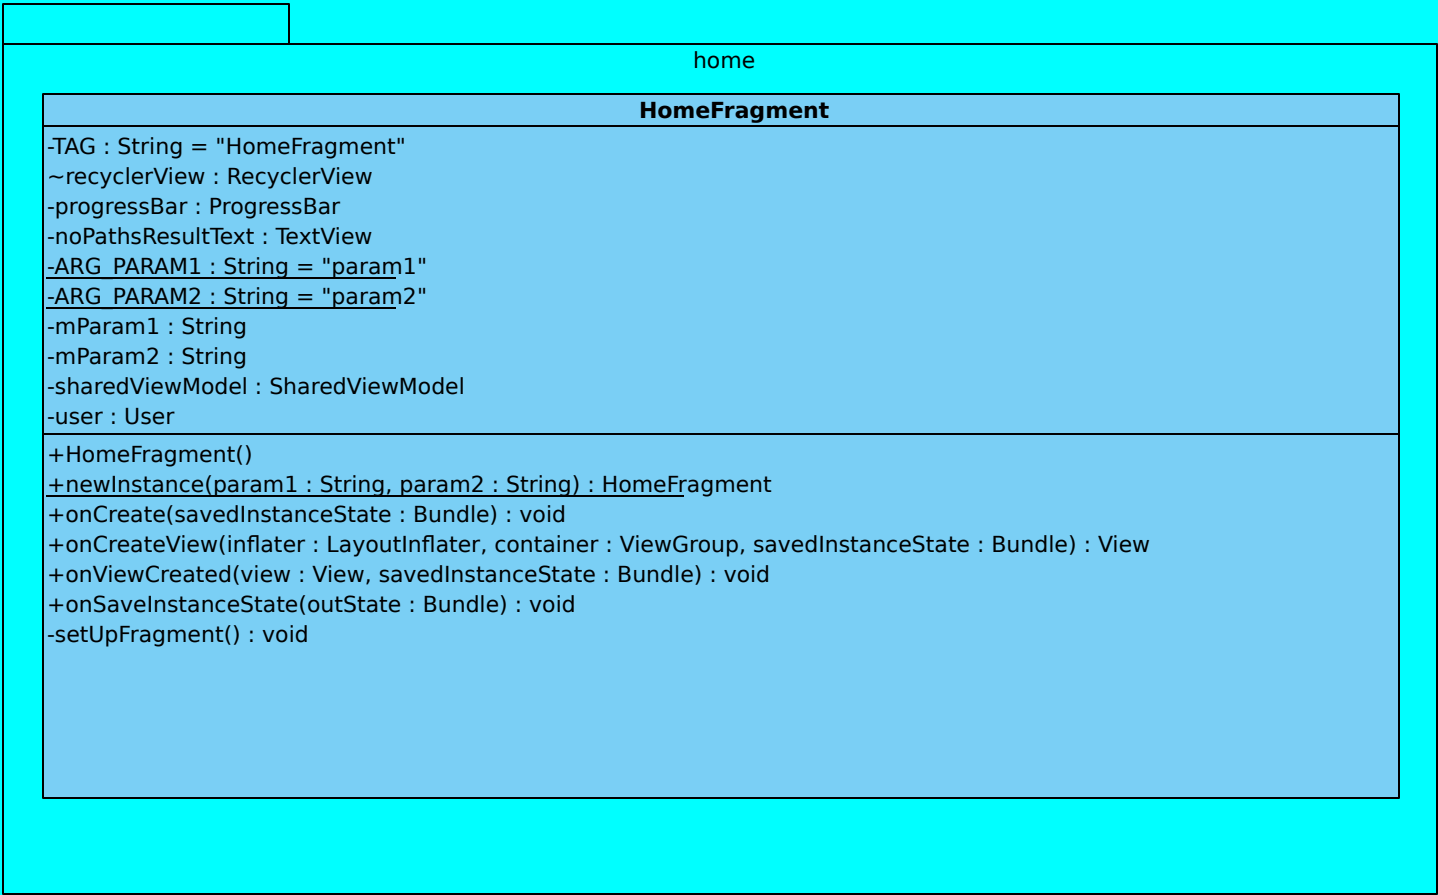 home
HomeFragment
-TAG : String = "HomeFragment"
~recyclerView : RecyclerView
-progressBar : ProgressBar
-noPathsResultText : TextView
-ARG_PARAM1 : String = "param1"
-ARG_PARAM2 : String = "param2"
-mParam1 : String
-mParam2 : String
-sharedViewModel : SharedViewModel
-user : User
+HomeFragment()
+newInstance(param1 : String, param2 : String) : HomeFragment
+onCreate(savedInstanceState : Bundle) : void
+onCreateView(inflater : LayoutInflater, container : ViewGroup, savedInstanceState : Bundle) : View
+onViewCreated(view : View, savedInstanceState : Bundle) : void
+onSaveInstanceState(outState : Bundle) : void
-setUpFragment() : void